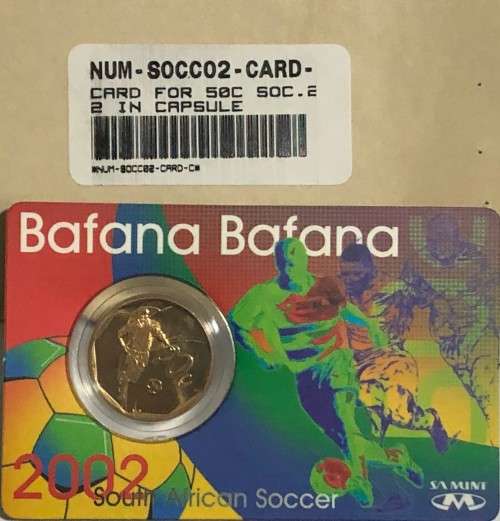 NUM-SOCC02-CARD-
CARD FOR 50C SOC.2
2 IN CAPSULE
*NUM-SOCC02-CARD-C*
Bafana Bafana
2002
South African Soccer
SA MINT